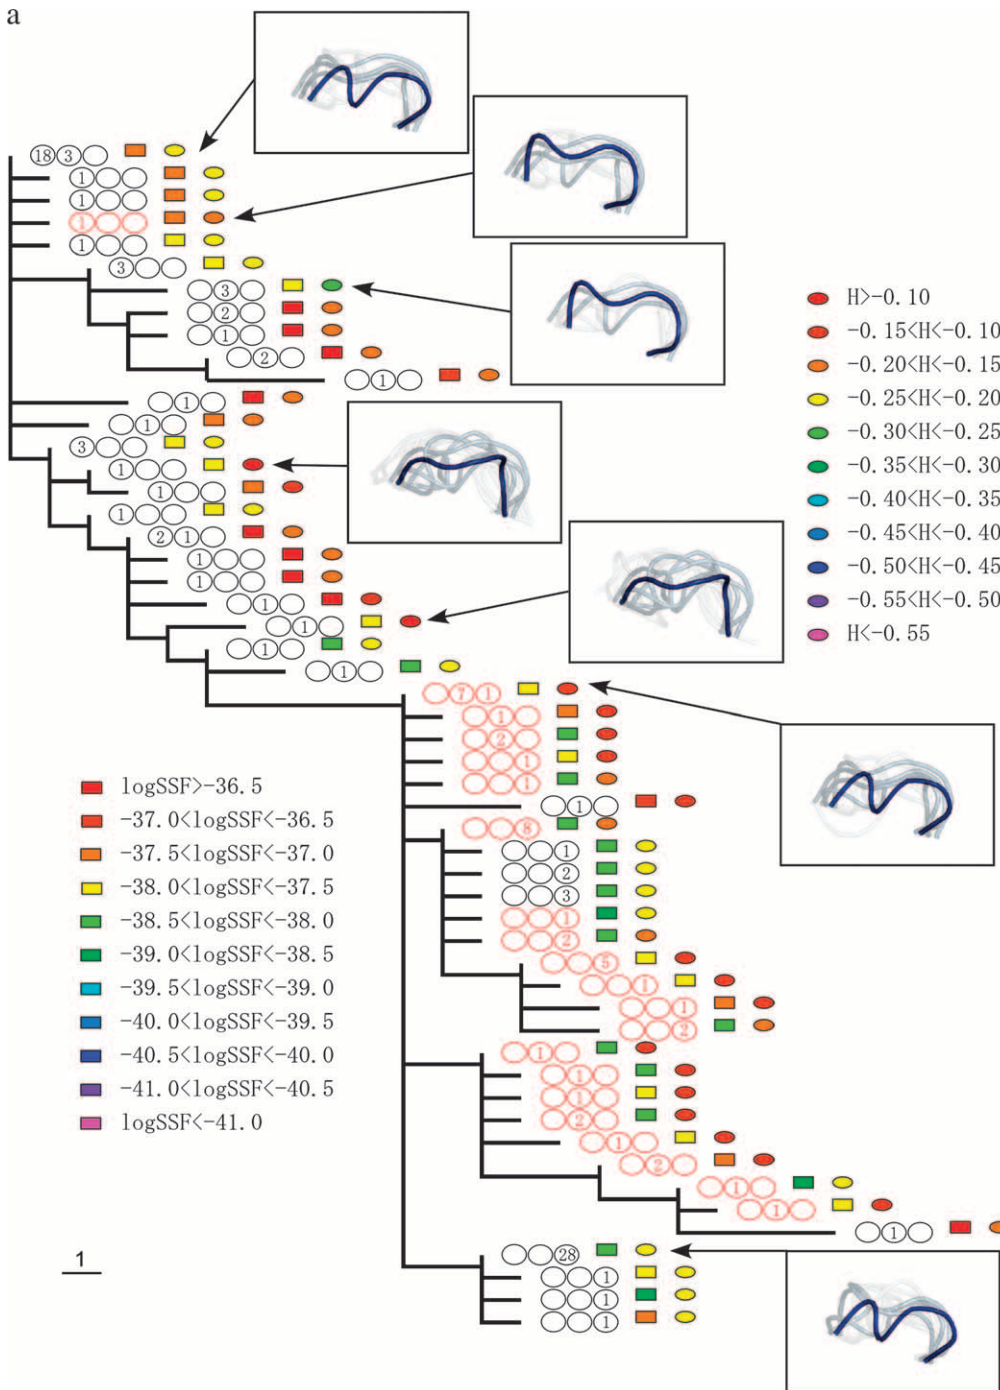 a
18 3
1
1
1
1
3
3
2
1
2
1
1
1
3
1
1
1
2 1
1
1
1
1
1
1
7 1
1
2
1
1
1
8
1
2
3
1
2
5
1
1
2
1
1
1
2
1
2
1
1
1
28
1
1
1
H>-0.10
-0.15<H<-0.10
-0.20<H<-0.15
-0.25<H<-0.20
-0.30<H<-0.25
-0.35<H<-0.30
-0.40<H<-0.35
-0.45<H<-0.40
-0.50<H<-0.45
-0.55<H<-0.50
H<-0.55
logSSF>-36.5
-37.0<logSSF<-36.5
-37.5<logSSF<-37.0
-38.0<logSSF<-37.5
-38.5<logSSF<-38.0
-39.0<logSSF<-38.5
-39.5<logSSF<-39.0
-40.0<logSSF<-39.5
-40.5<logSSF<-40.0
-41.0<logSSF<-40.5
logSSF<-41.0
1